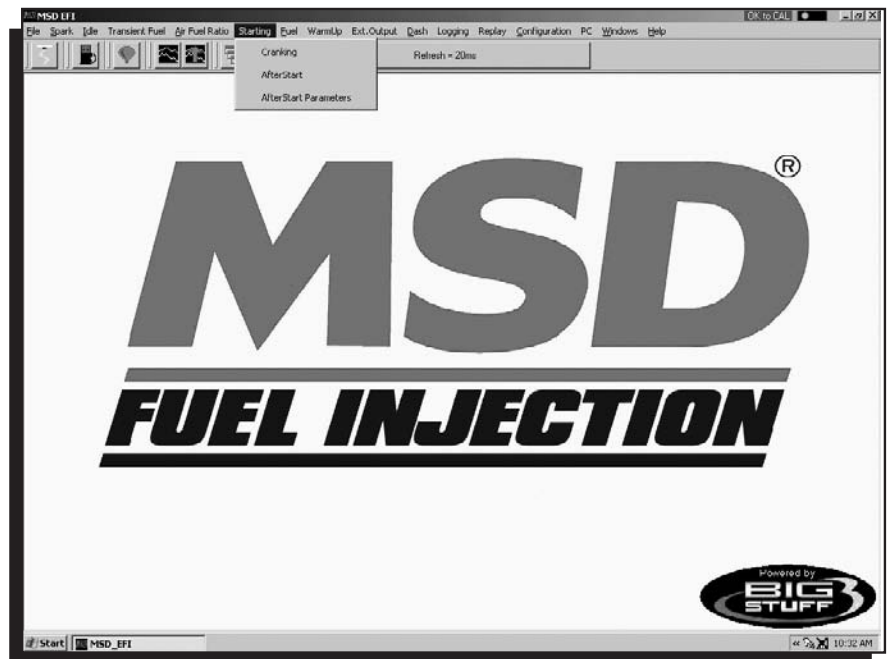 MSD EFI
OK to CAL
File Spark Idle Transient Fuel Air Fuel Ratio Starting Fuel WarmUp Ext.Output Dash Logging Replay Configuration PC Windows Help
Refresh = 20ms
Cranking
AfterStart
AfterStart Parameters
MSD®
FUEL INJECTION
Powered by
BIG
STUFF 3
Start MSD_EFI « 10:32 AM